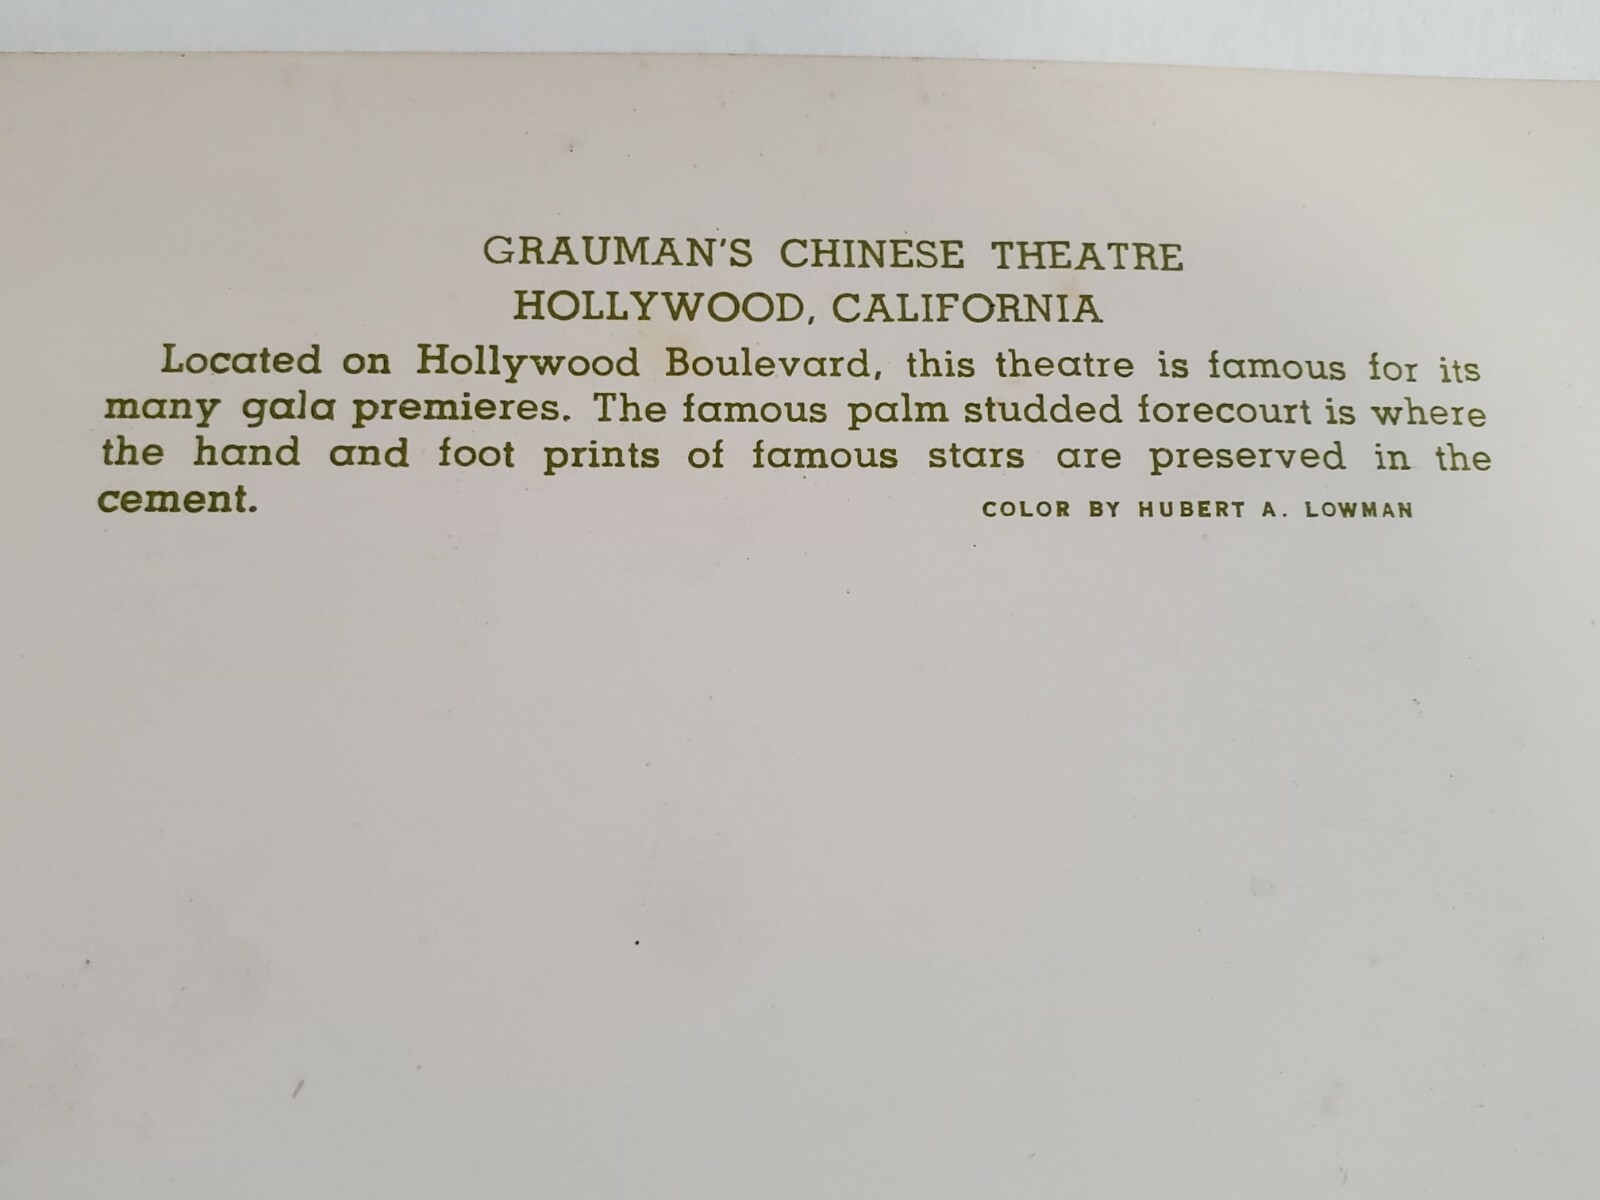 GRAUMAN'S CHINESE THEATRE
HOLLYWOOD, CALIFORNIA
Located on Hollywood Boulevard, this theatre is famous for its
many gala premieres. The famous palm studded forecourt is where
the hand and foot prints of famous stars are preserved in the
cement. COLOR BY HUBERT A. LOWMAN